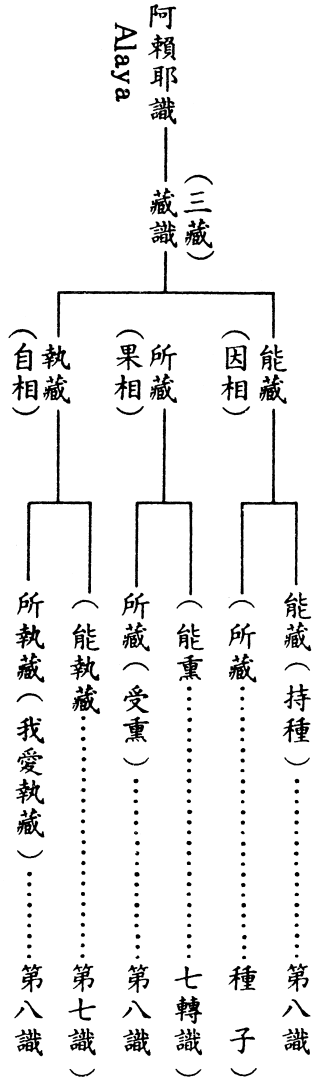 阿賴耶識
Alaya
（三藏）
藏識
能藏
（因相）
所藏
（果相）
執藏
（自相）
能藏（持種）………第八識
（所藏…………種子）
（能熏…………七轉識）
所藏（受熏）………第八識
（能執藏…………第七識）
所執藏（我愛執藏）……第八識